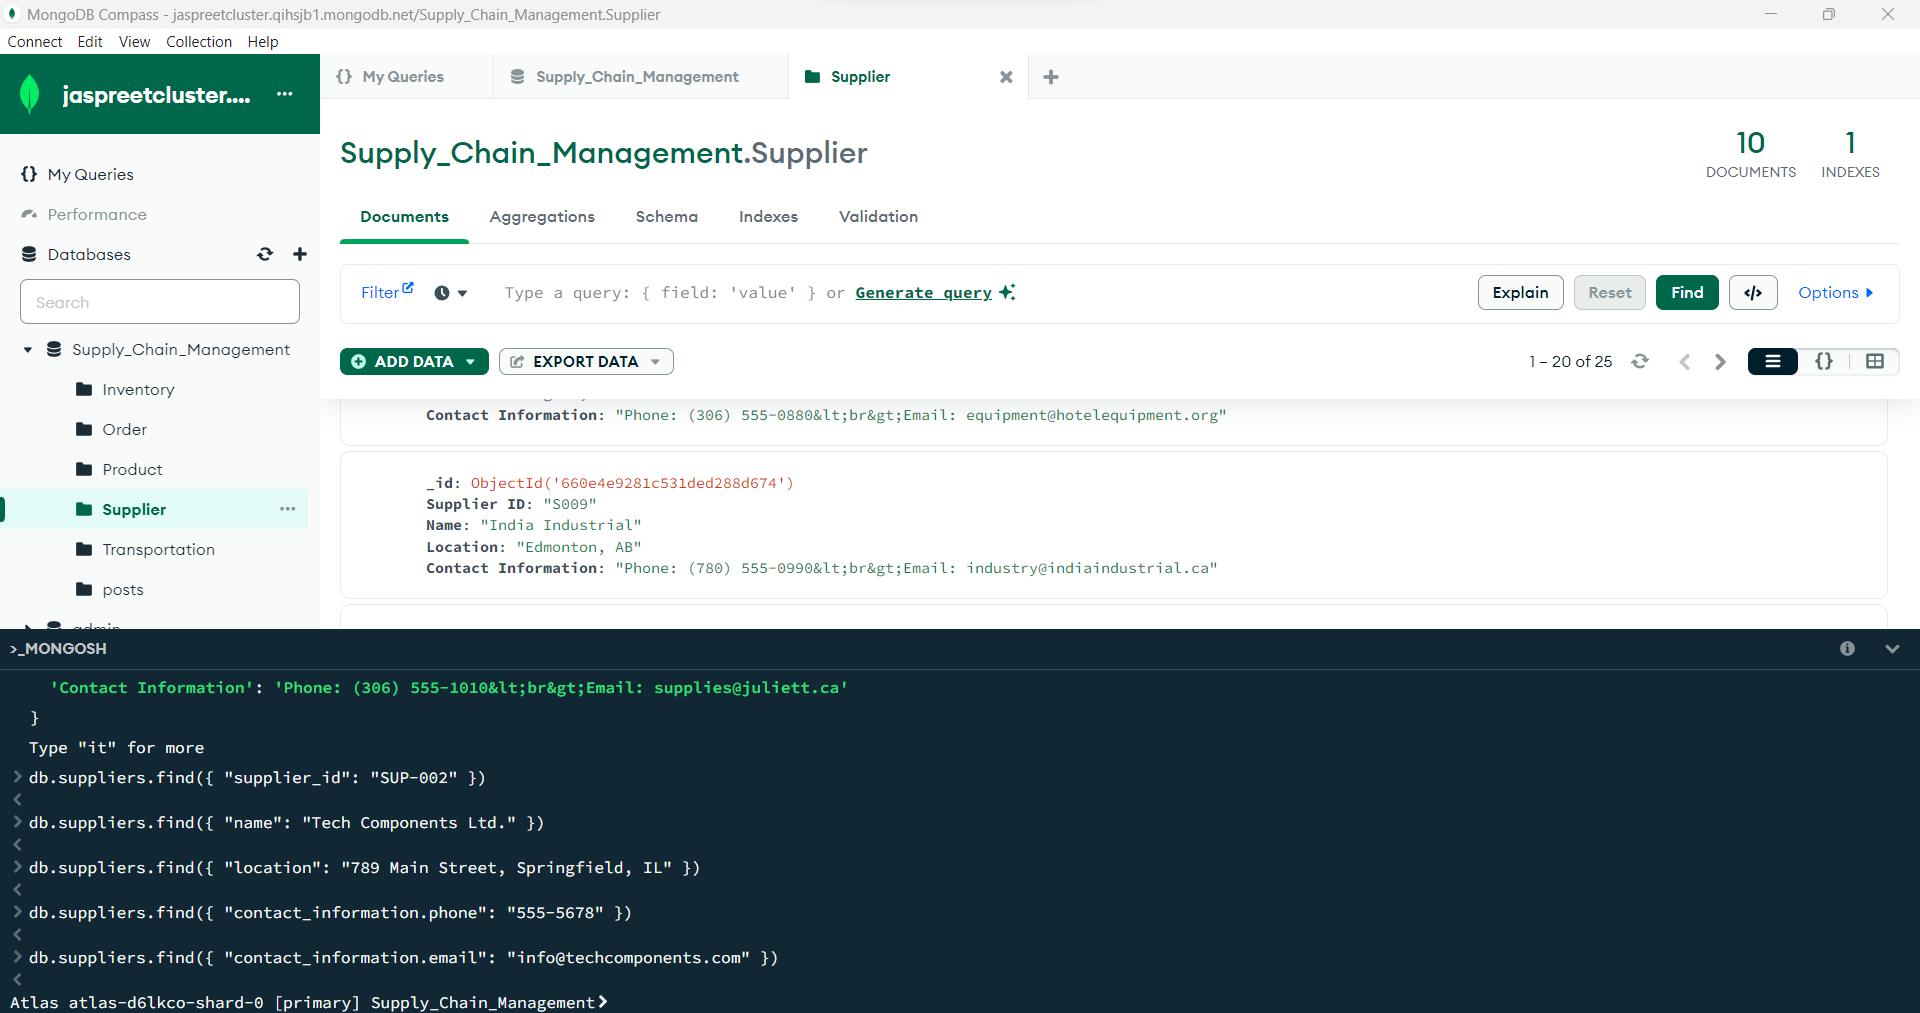 MongoDB Compass - jaspreetcluster.qihsjb1.mongodb.net/Supply_Chain_Management.Supplier
Connect Edit View Collection Help
jaspreetcluster.... ...
{} My Queries
Supply_Chain_Management
Supplier
Supply_Chain_Management.Supplier
10 DOCUMENTS
1 INDEXES
{} My Queries
Performance
Databases
Search
Supply_Chain_Management
Inventory
Order
Product
Supplier ...
Transportation
posts
admin
Documents Aggregations Schema Indexes Validation
Filter Type a query: { field: 'value' } or Generate query Explain Reset Find </> Options
ADD DATA EXPORT DATA 1 – 20 of 25 {}
Contact Information: "Phone: (306) 555-0880&lt;br&gt;Email: equipment@hotelequipment.org"
_id: ObjectId('660e4e9281c531ded288d674')
Supplier ID: "S009"
Name: "India Industrial"
Location: "Edmonton, AB"
Contact Information: "Phone: (780) 555-0990&lt;br&gt;Email: industry@indiaindustrial.ca"
>_MONGOSH
'Contact Information': 'Phone: (306) 555-1010&lt;br&gt;Email: supplies@juliett.ca'
}
Type "it" for more
> db.suppliers.find({ "supplier_id": "SUP-002" })
<
> db.suppliers.find({ "name": "Tech Components Ltd." })
<
> db.suppliers.find({ "location": "789 Main Street, Springfield, IL" })
<
> db.suppliers.find({ "contact_information.phone": "555-5678" })
<
> db.suppliers.find({ "contact_information.email": "info@techcomponents.com" })
<
Atlas atlas-d6lkco-shard-0 [primary] Supply_Chain_Management>